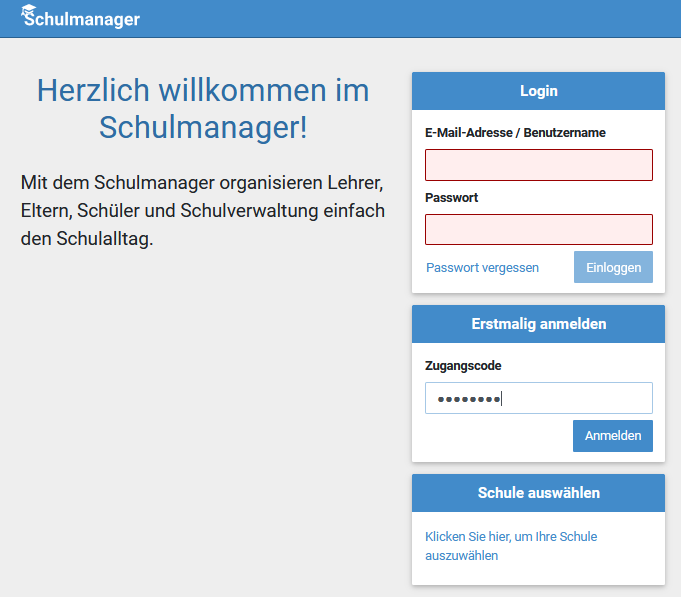 Schulmanager
Herzlich willkommen im
Schulmanager!
Mit dem Schulmanager organisieren Lehrer,
Eltern, Schüler und Schulverwaltung einfach
den Schulalltag.
Login
E-Mail-Adresse / Benutzername
Passwort
Passwort vergessen
Einloggen
Erstmalig anmelden
Zugangscode
••••••••
Anmelden
Schule auswählen
Klicken Sie hier, um Ihre Schule
auszuwählen